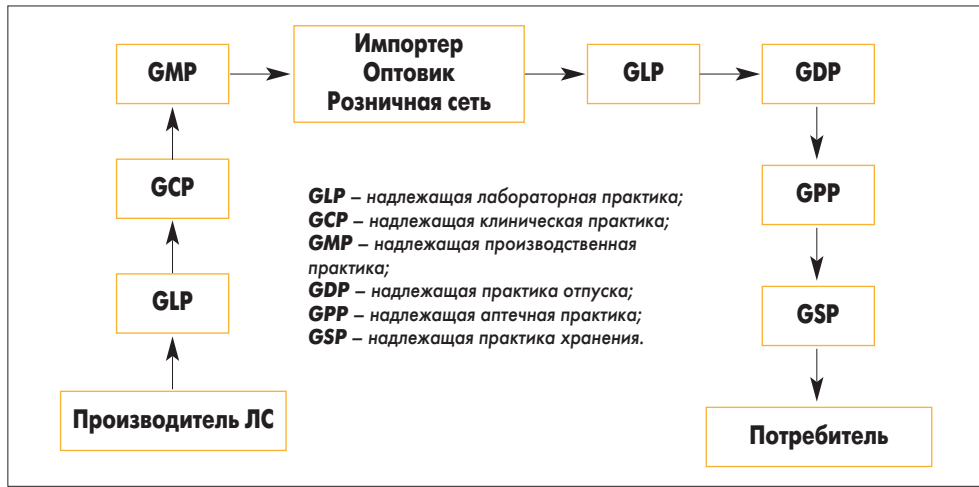 GMP
Импортер
Оптовик
Розничная сеть
GLP
GDP
GCP
GPP
GLP – надлежащая лабораторная практика;
GCP – надлежащая клиническая практика;
GMP – надлежащая производственная
практика;
GDP – надлежащая практика отпуска;
GPP – надлежащая аптечная практика;
GSP – надлежащая практика хранения.
GLP
GSP
Производитель ЛС
Потребитель